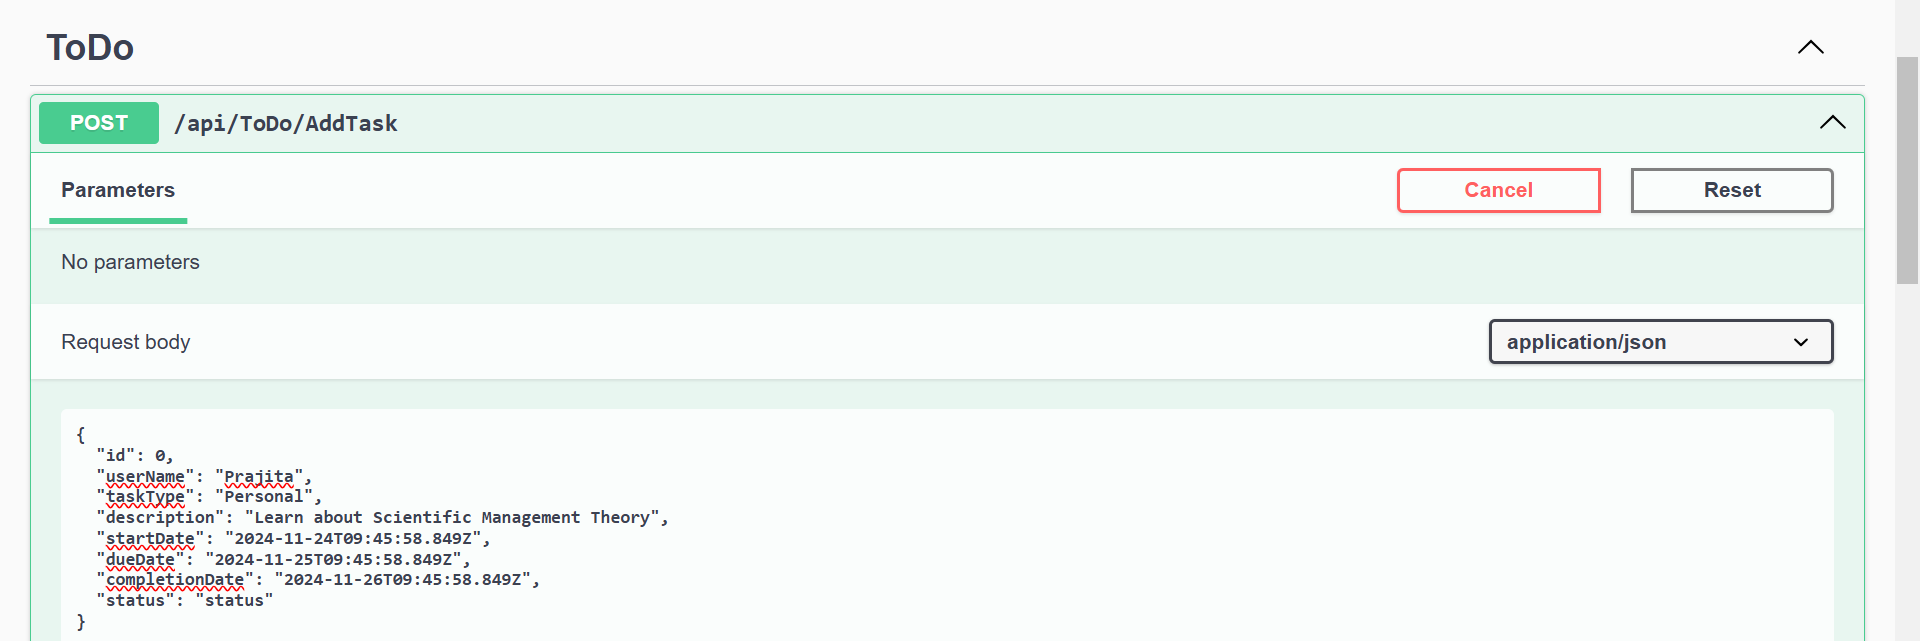 ToDo
POST /api/ToDo/AddTask
Parameters
Cancel
Reset
No parameters
Request body
application/json
{
  "id": 0,
  "userName": "Prajita",
  "taskType": "Personal",
  "description": "Learn about Scientific Management Theory",
  "startDate": "2024-11-24T09:45:58.849Z",
  "dueDate": "2024-11-25T09:45:58.849Z",
  "completionDate": "2024-11-26T09:45:58.849Z",
  "status": "status"
}